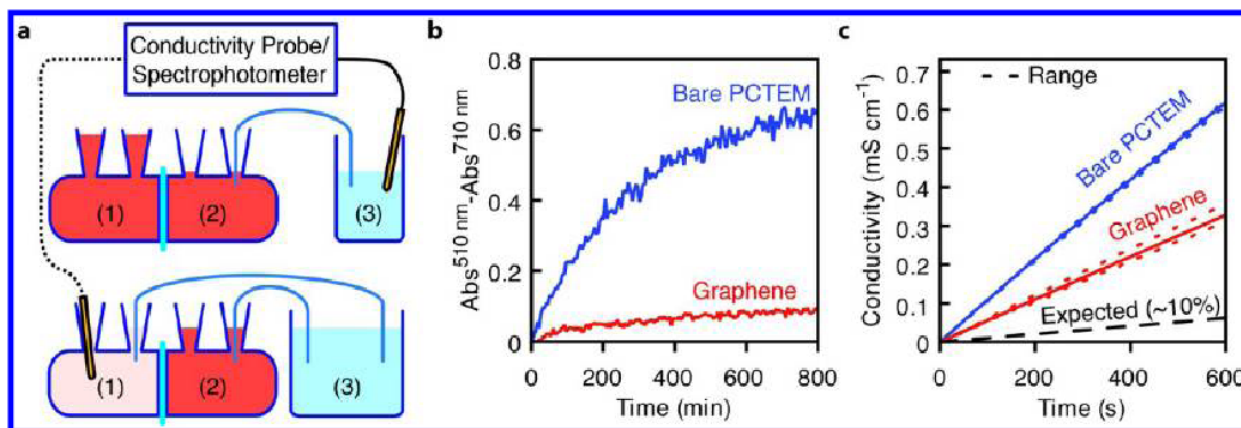 a
Conductivity Probe/
Spectrophotometer
(1)
(2)
(3)
(1)
(2)
(3)
b
0.8
0.6
0.4
0.2
0
Abs510 nm-Abs710 nm
Bare PCTEM
Graphene
0
200
400
600
800
Time (min)
c
0.7
0.6
0.5
0.4
0.3
0.2
0.1
0
Conductivity (mS cm⁻¹)
Range
Bare PCTEM
Graphene
Expected (~10%)
0
200
400
600
Time (s)